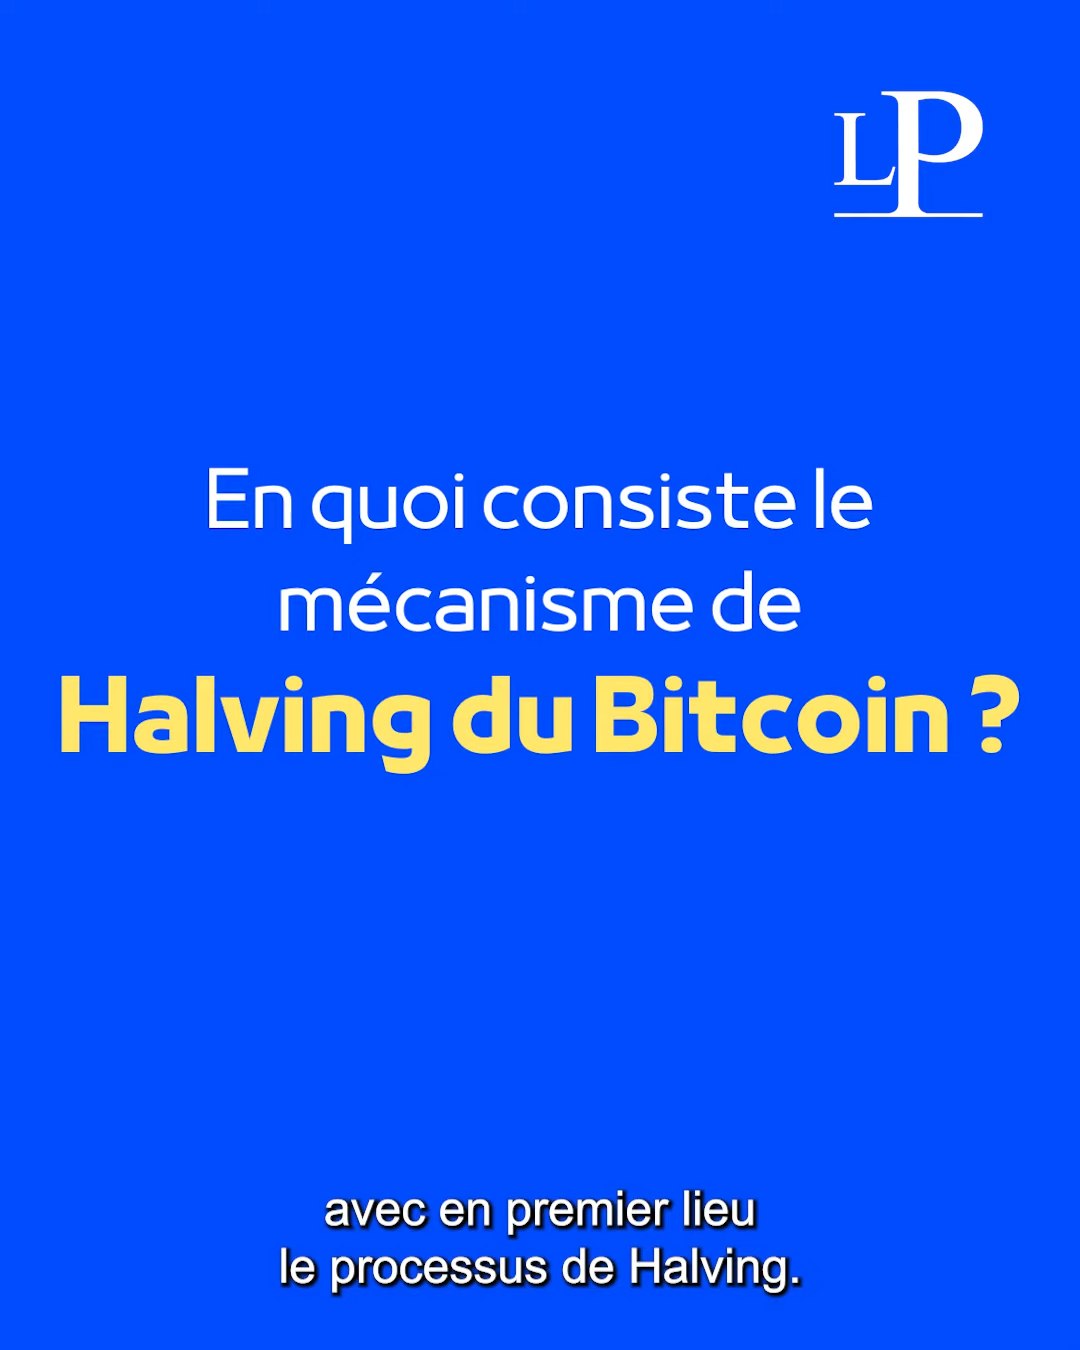 LP
En quoi consiste le
mécanisme de
Halving du Bitcoin ?
avec en premier lieu
le processus de Halving.